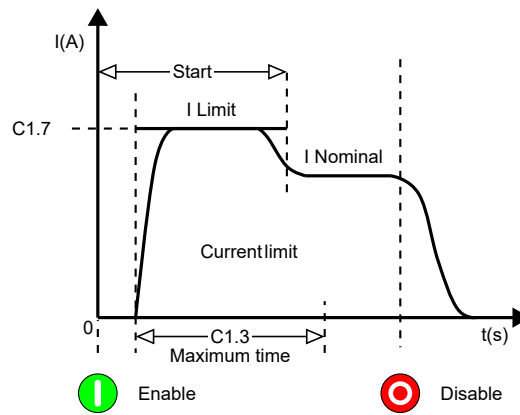 I(A)
Start
I Limit
C1.7
I Nominal
Current limit
0
C1.3
t(s)
Maximum time
Enable
Disable